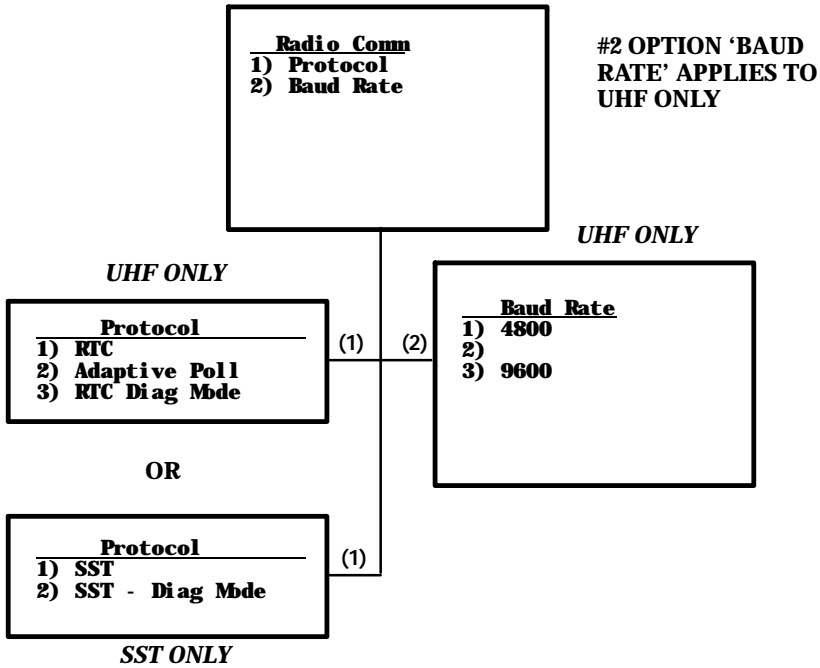 Radio Comm
1) Protocol
2) Baud Rate
#2 OPTION ‘BAUD
RATE’ APPLIES TO
UHF ONLY
UHF ONLY
Protocol
1) RTC
2) Adaptive Poll
3) RTC Diag Mode
(1)
(2)
UHF ONLY
Baud Rate
1) 4800
2)
3) 9600
OR
Protocol
1) SST
2) SST - Diag Mode
(1)
SST ONLY